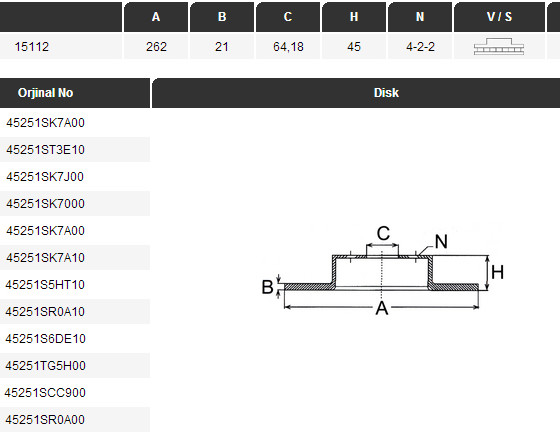 A B C H N V / S
15112 262 21 64,18 45 4-2-2
Orjinal No Disk
45251SK7A00
45251ST3E10
45251SK7J00
45251SK7000
45251SK7A00
45251SK7A10
45251S5HT10
45251SR0A10
45251S6DE10
45251TG5H00
45251SCC900
45251SR0A00
C
N
H
B
A